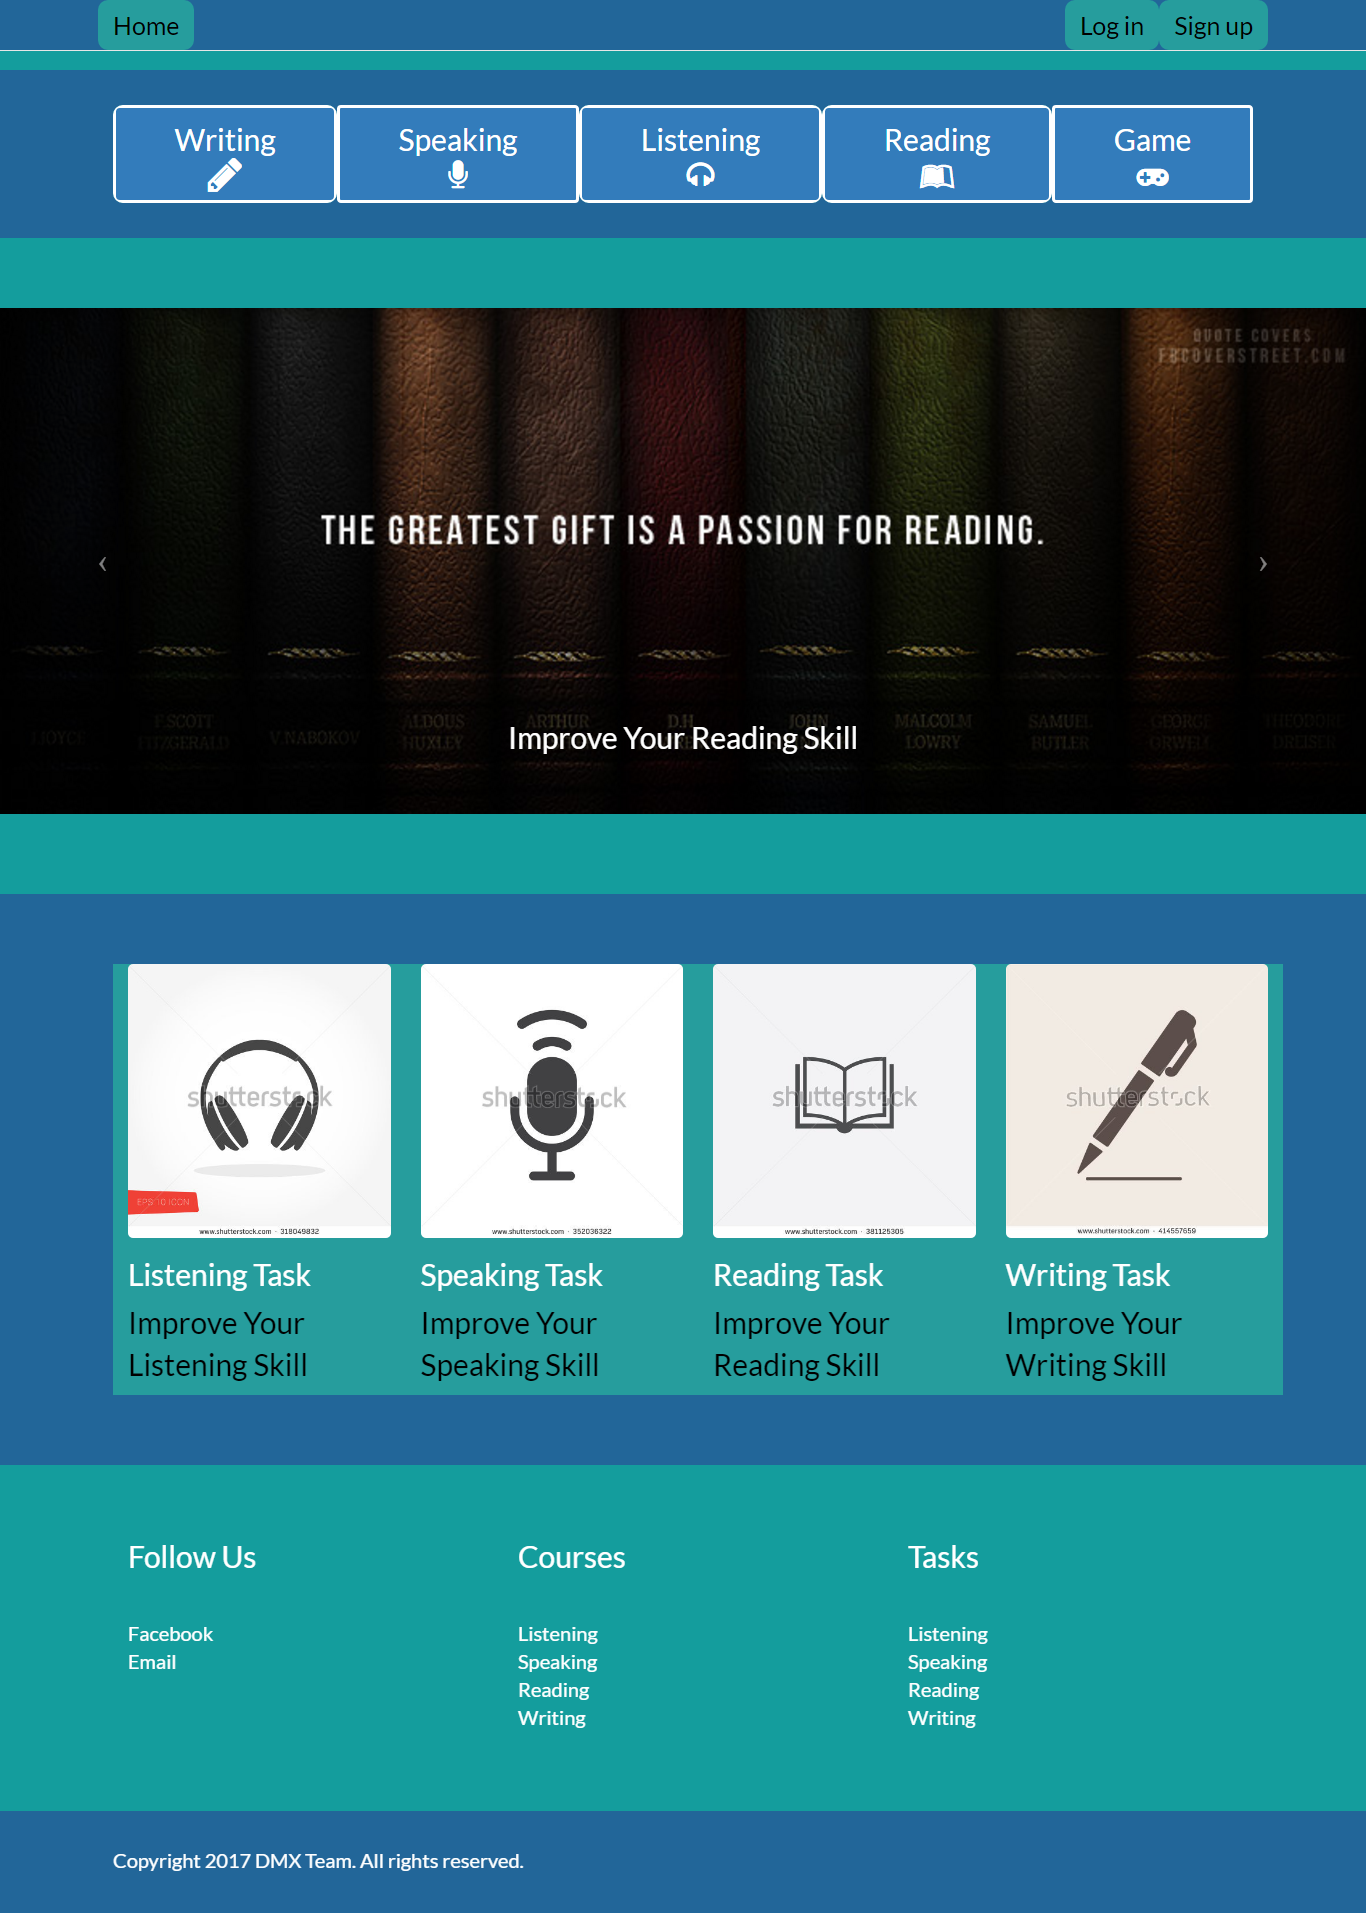 Home
Log in
Sign up
Writing
Speaking
Listening
Reading
Game
QUOTE COVERS
FBCOVERSTREET.COM
THE GREATEST GIFT IS A PASSION FOR READING.
‹
›
JOYCE
F.SCOTT
FITZGERALD
V.NABOKOV
ALDOUS
HUXLEY
ARTHUR
D.H.
JOHN
MALCOLM
LOWRY
SAMUEL
BUTLER
GEORGE
ORWELL
THEODORE
DREISER
Improve Your Reading Skill
shutterstock
EPS 10 ICON
www.shutterstock.com · 318049832
shutterstock
www.shutterstock.com · 352036322
shutterstock
www.shutterstock.com · 381125305
shutterstock
www.shutterstock.com · 414557659
Listening Task
Improve Your
Listening Skill
Speaking Task
Improve Your
Speaking Skill
Reading Task
Improve Your
Reading Skill
Writing Task
Improve Your
Writing Skill
Follow Us
Facebook
Email
Courses
Listening
Speaking
Reading
Writing
Tasks
Listening
Speaking
Reading
Writing
Copyright 2017 DMX Team. All rights reserved.